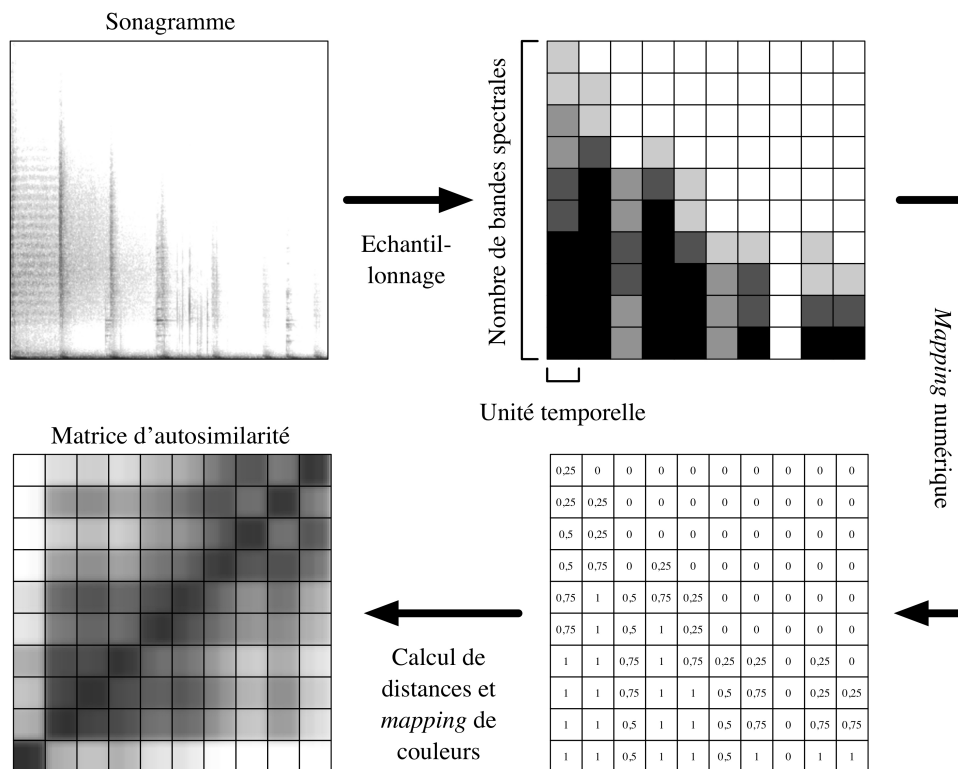 Sonagramme
Nombre de bandes spectrales
Echantil-
lonnage
Unité temporelle
Mapping numérique
Matrice d'autosimilarité
Calcul de
distances et
mapping de
couleurs
0,25 0 0 0 0 0 0 0 0 0
0,25 0,25 0 0 0 0 0 0 0 0
0,5 0,25 0 0 0 0 0 0 0 0
0,5 0,75 0 0,25 0 0 0 0 0 0
0,75 1 0,5 0,75 0,25 0 0 0 0 0
0,75 1 0,5 1 0,25 0 0 0 0 0
1 1 0,75 1 0,75 0,25 0,25 0 0,25 0
1 1 0,75 1 1 0,5 0,75 0 0,25 0,25
1 1 0,5 1 1 0,5 0,75 0 0,75 0,75
1 1 0,5 1 1 0,5 1 0 1 1